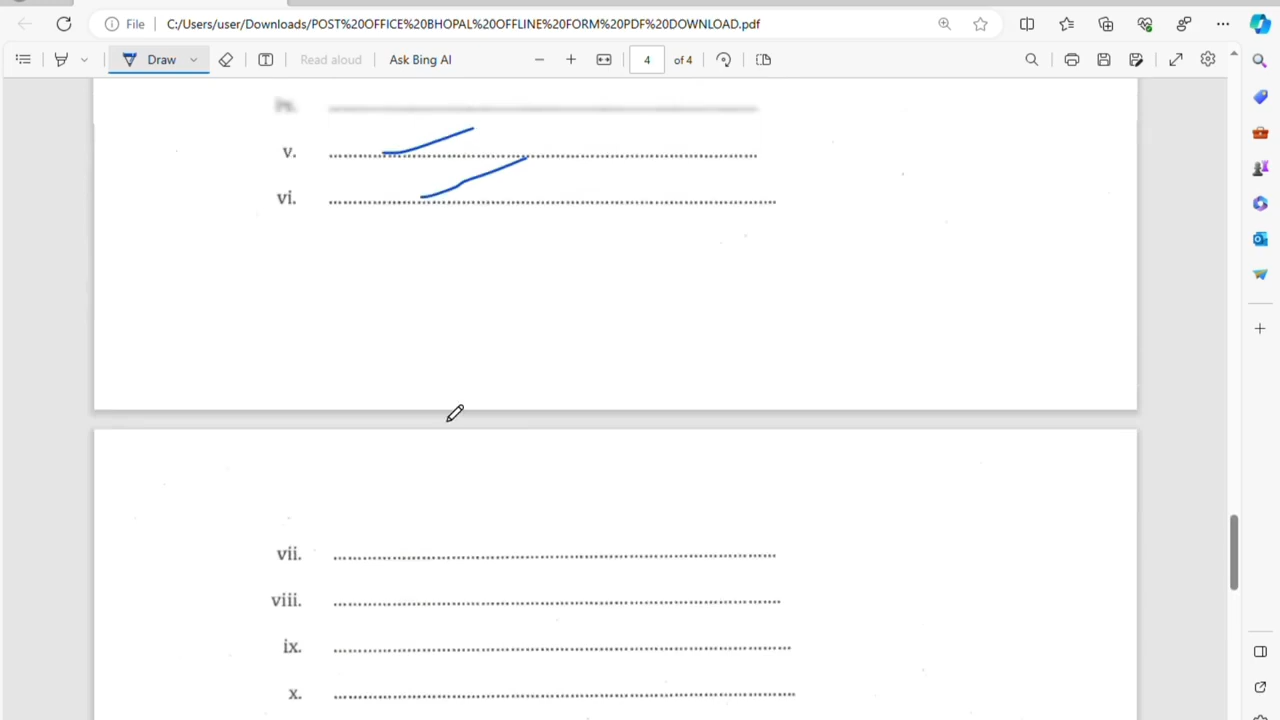 File C:/Users/user/Downloads/POST%20OFFICE%20BHOPAL%20OFFLINE%20FORM%20PDF%20DOWNLOAD.pdf
Draw Read aloud Ask Bing AI 4 of 4
v. ........................................................
vi. ........................................................
vii. ........................................................
viii. ........................................................
ix. ........................................................
x. ........................................................